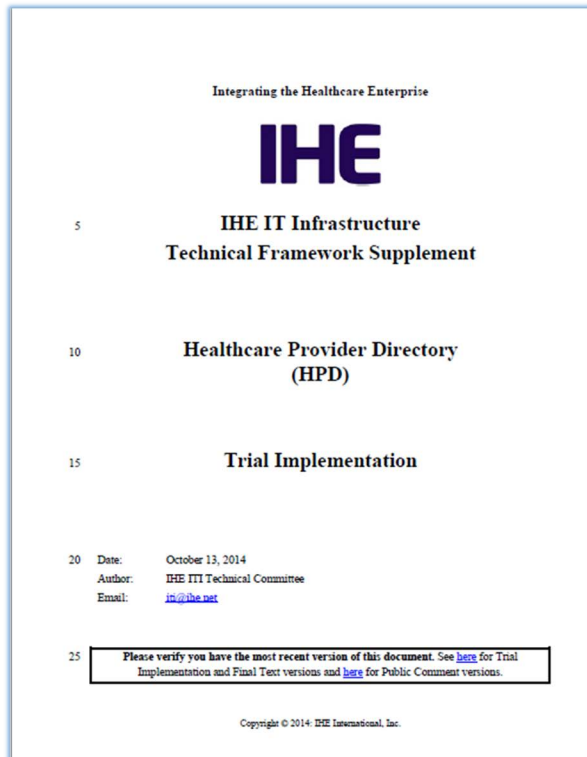 Integrating the Healthcare Enterprise
IHE
5 IHE IT Infrastructure
Technical Framework Supplement
10 Healthcare Provider Directory
(HPD)
15 Trial Implementation
20 Date: October 13, 2014
Author: IHE ITI Technical Committee
Email: iti@ihe.net
25 Please verify you have the most recent version of this document. See here for Trial
Implementation and Final Text versions and here for Public Comment versions.
Copyright © 2014: IHE International, Inc.